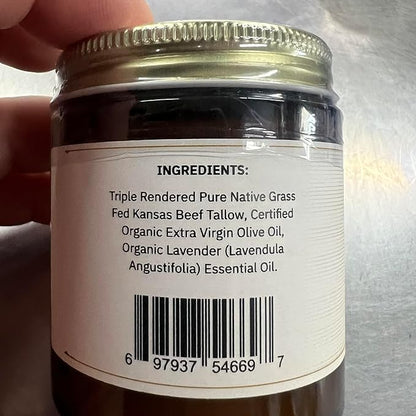 INGREDIENTS:
Triple Rendered Pure Native Grass
Fed Kansas Beef Tallow, Certified
Organic Extra Virgin Olive Oil,
Organic Lavender (Lavendula
Angustifolia) Essential Oil.
6 97937 54669 7